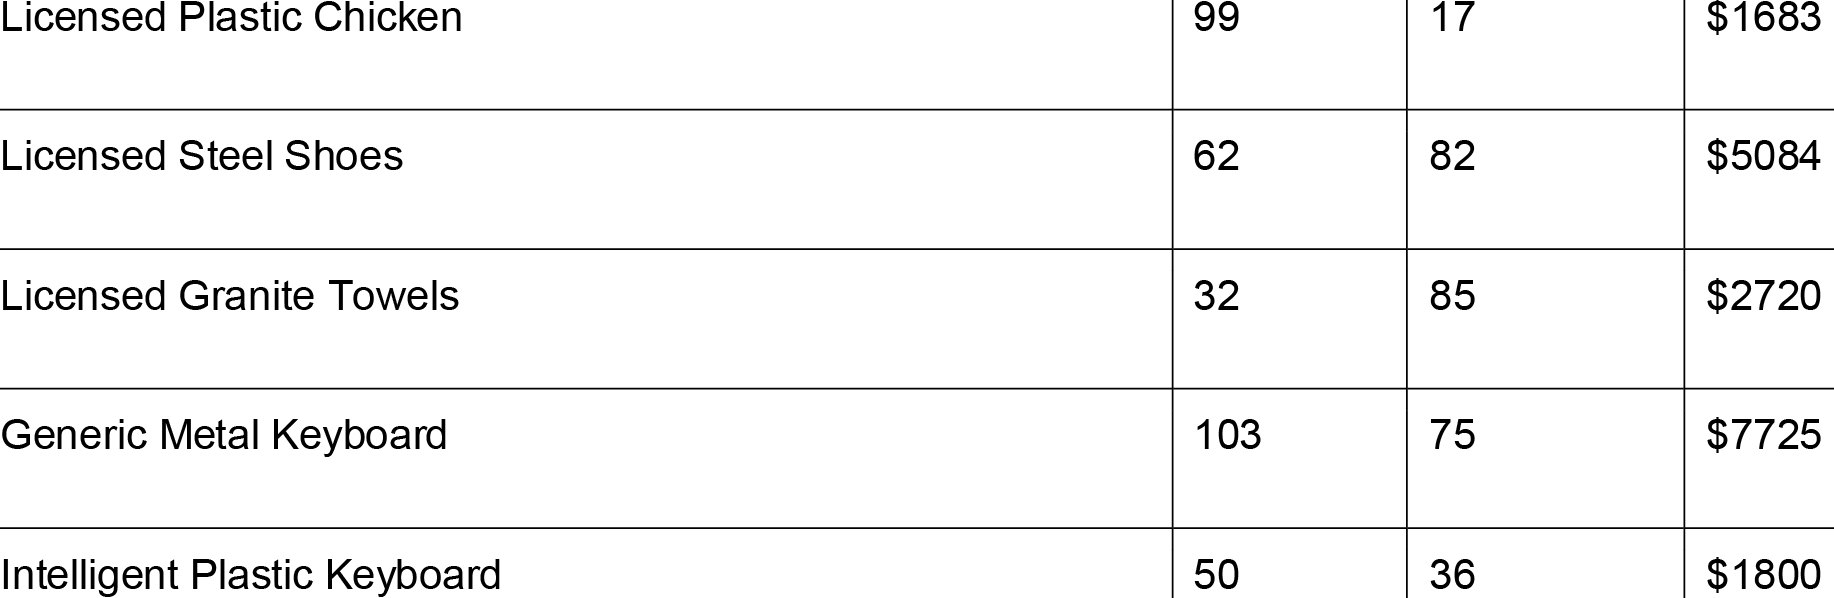 Licensed Plastic Chicken 99 17 $1683
Licensed Steel Shoes 62 82 $5084
Licensed Granite Towels 32 85 $2720
Generic Metal Keyboard 103 75 $7725
Intelligent Plastic Keyboard 50 36 $1800